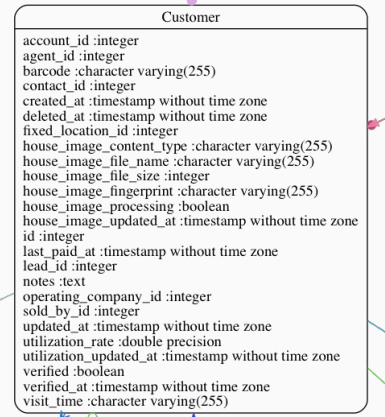 Customer
account_id :integer
agent_id :integer
barcode :character varying(255)
contact_id :integer
created_at :timestamp without time zone
deleted_at :timestamp without time zone
fixed_location_id :integer
house_image_content_type :character varying(255)
house_image_file_name :character varying(255)
house_image_file_size :integer
house_image_fingerprint :character varying(255)
house_image_processing :boolean
house_image_updated_at :timestamp without time zone
id :integer
last_paid_at :timestamp without time zone
lead_id :integer
notes :text
operating_company_id :integer
sold_by_id :integer
updated_at :timestamp without time zone
utilization_rate :double precision
utilization_updated_at :timestamp without time zone
verified :boolean
verified_at :timestamp without time zone
visit_time :character varying(255)